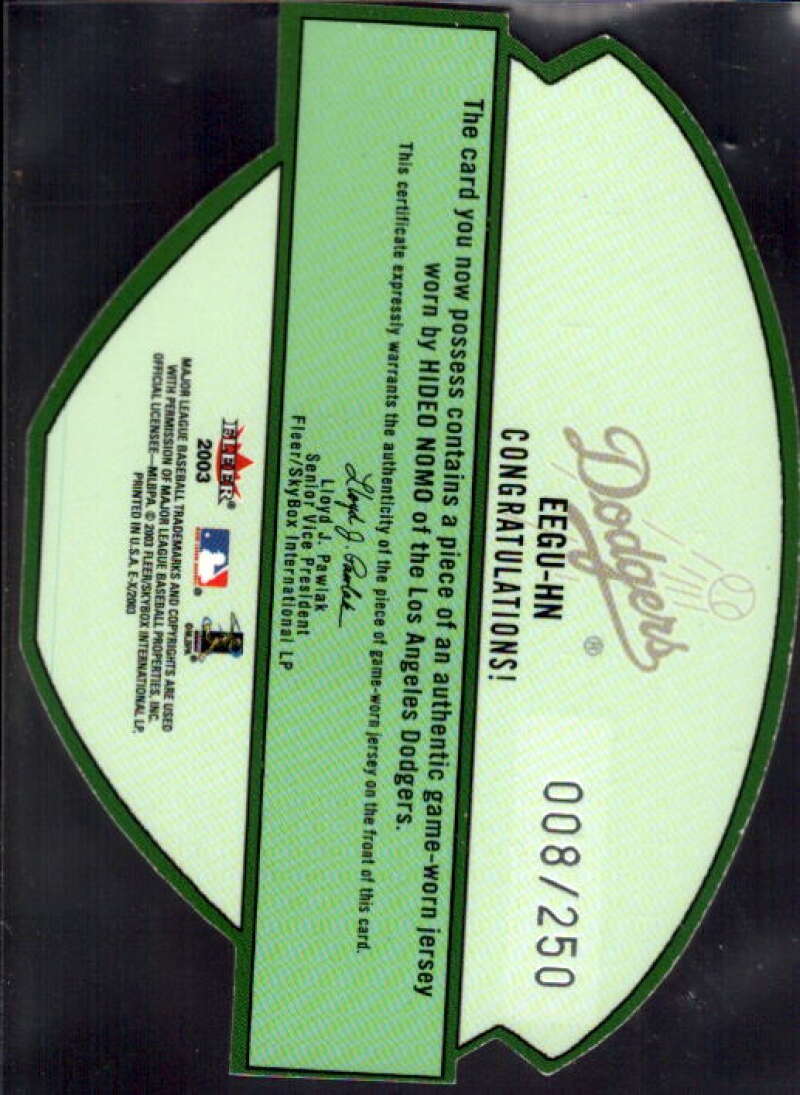 Dodgers®
EEGU-HN
008/250
CONGRATULATIONS!
The card you now possess contains a piece of an authentic game-worn jersey
worn by HIDEO NOMO of the Los Angeles Dodgers.
This certificate expressly warrants the authenticity of the piece of game-worn jersey on the front of this card.
Lloyd J. Pawlak
Lloyd J. Pawlak
Senior Vice President
Fleer/SkyBox International LP
FLEER®
2003
MAJOR LEAGUE BASEBALL TRADEMARKS AND COPYRIGHTS ARE USED
WITH PERMISSION OF MAJOR LEAGUE BASEBALL PROPERTIES, INC.
OFFICIAL LICENSEE—MLBPA. © 2003 FLEER/SKYBOX INTERNATIONAL LP.
PRINTED IN U.S.A. E-X/2003